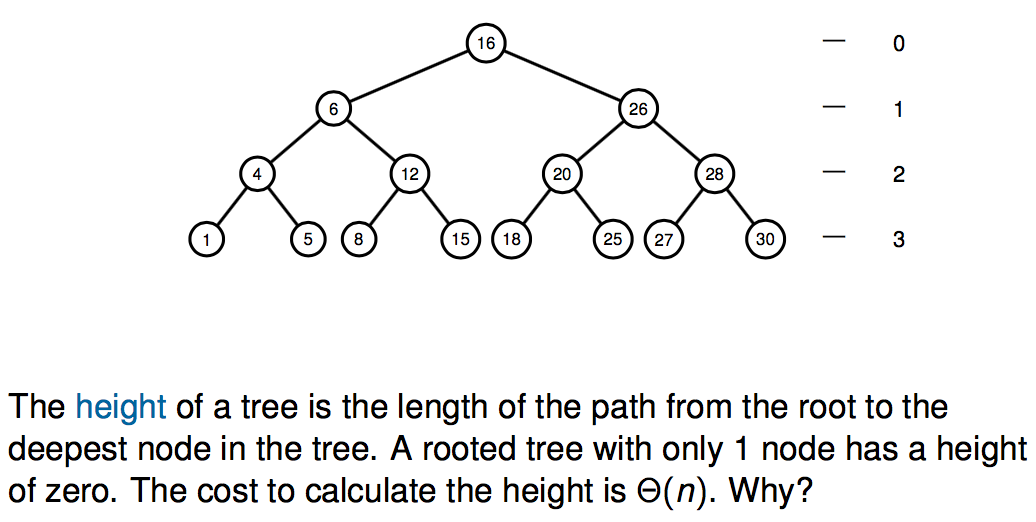 16 — 0
6 26 — 1
4 12 20 28 — 2
1 5 8 15 18 25 27 30 — 3
The height of a tree is the length of the path from the root to the
deepest node in the tree. A rooted tree with only 1 node has a height
of zero. The cost to calculate the height is Θ(n). Why?